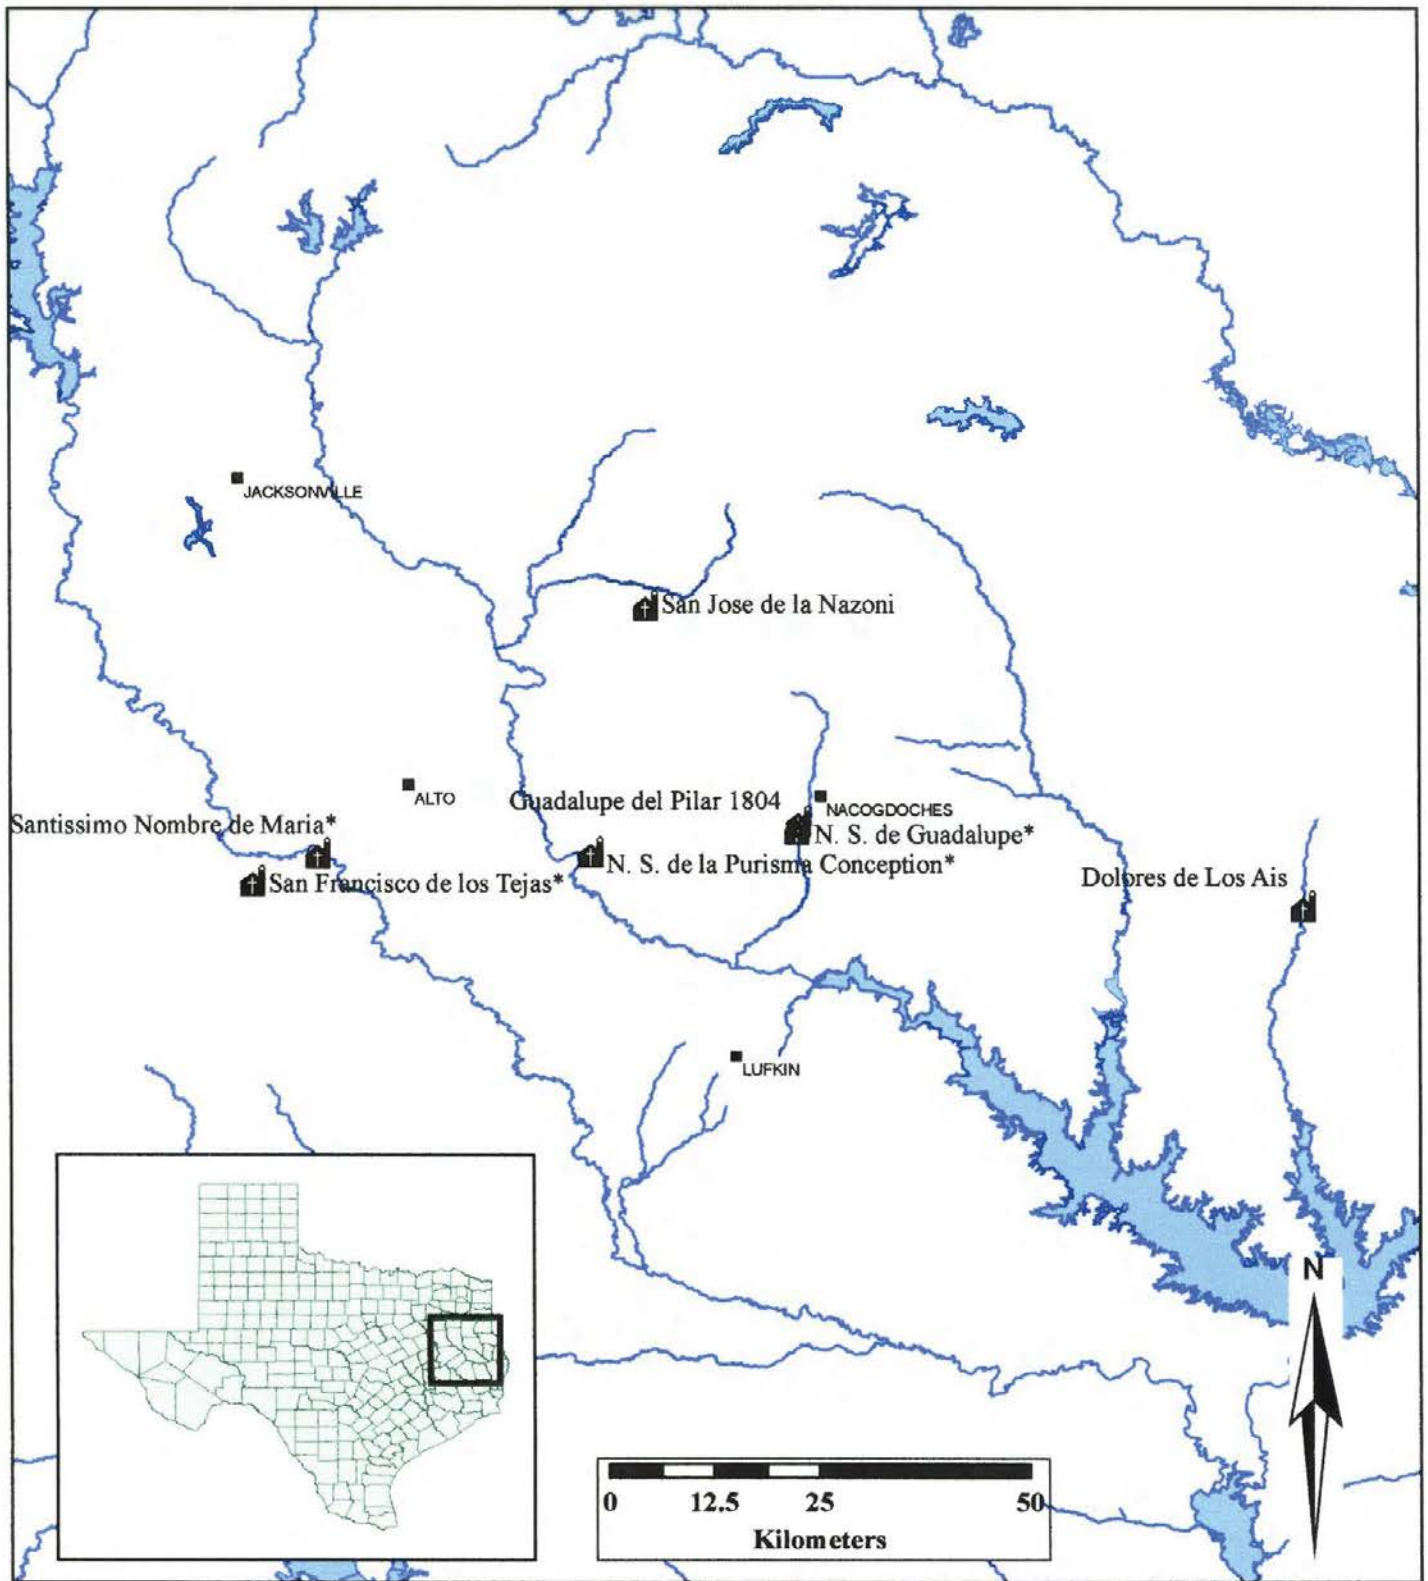 JACKSONVILLE
San Jose de la Nazoni
ALTO
Guadalupe del Pilar 1804
NACOGDOCHES
Santissimo Nombre de Maria*
N. S. de Guadalupe*
N. S. de la Purisma Conception*
San Francisco de los Tejas*
Dolores de Los Ais
LUFKIN
N
0 12.5 25 50
Kilometers